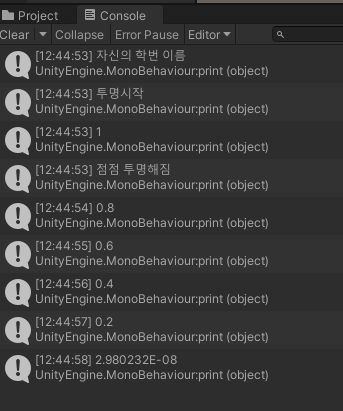 Project
Console
Clear
Collapse
Error Pause
Editor
[12:44:53] 자신의 학번 이름
UnityEngine.MonoBehaviour:print (object)
[12:44:53] 투명시작
UnityEngine.MonoBehaviour:print (object)
[12:44:53] 1
UnityEngine.MonoBehaviour:print (object)
[12:44:53] 점점 투명해짐
UnityEngine.MonoBehaviour:print (object)
[12:44:54] 0.8
UnityEngine.MonoBehaviour:print (object)
[12:44:55] 0.6
UnityEngine.MonoBehaviour:print (object)
[12:44:56] 0.4
UnityEngine.MonoBehaviour:print (object)
[12:44:57] 0.2
UnityEngine.MonoBehaviour:print (object)
[12:44:58] 2.980232E-08
UnityEngine.MonoBehaviour:print (object)